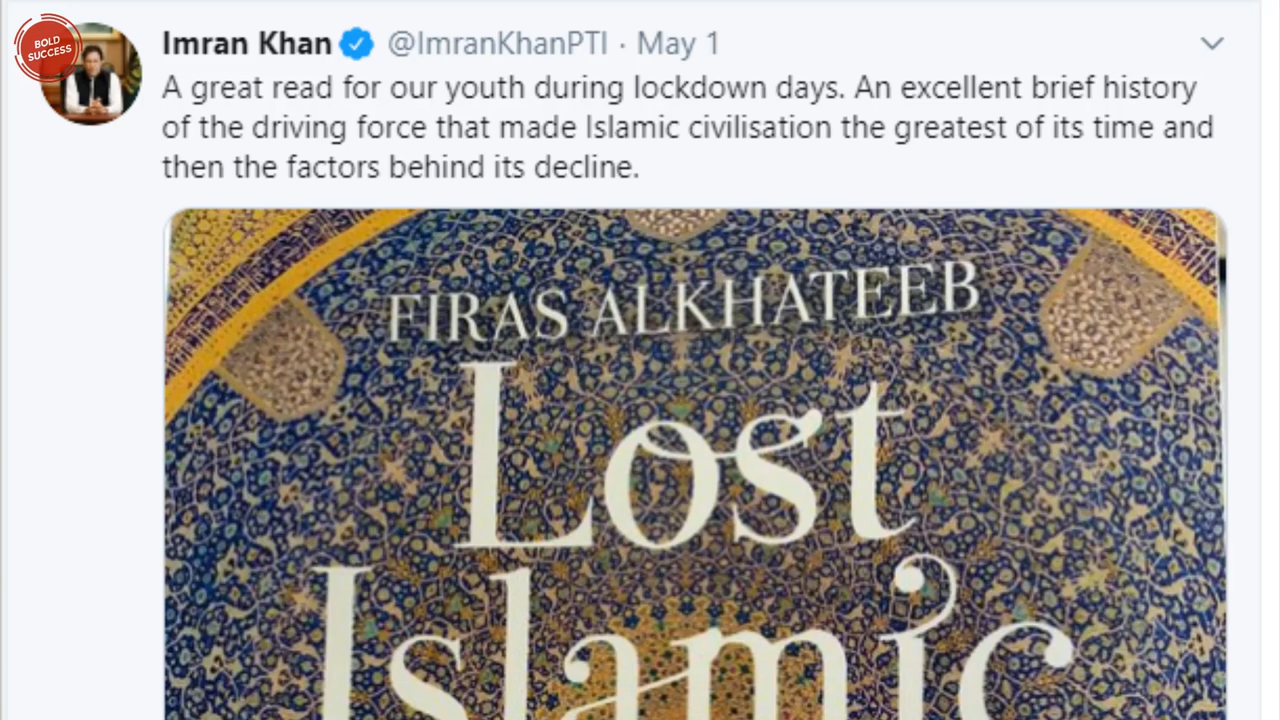 BOLD
SUCCESS
Imran Khan @ImranKhanPTI · May 1
A great read for our youth during lockdown days. An excellent brief history
of the driving force that made Islamic civilisation the greatest of its time and
then the factors behind its decline.
FIRAS ALKHATEEB
Lost
Islamic